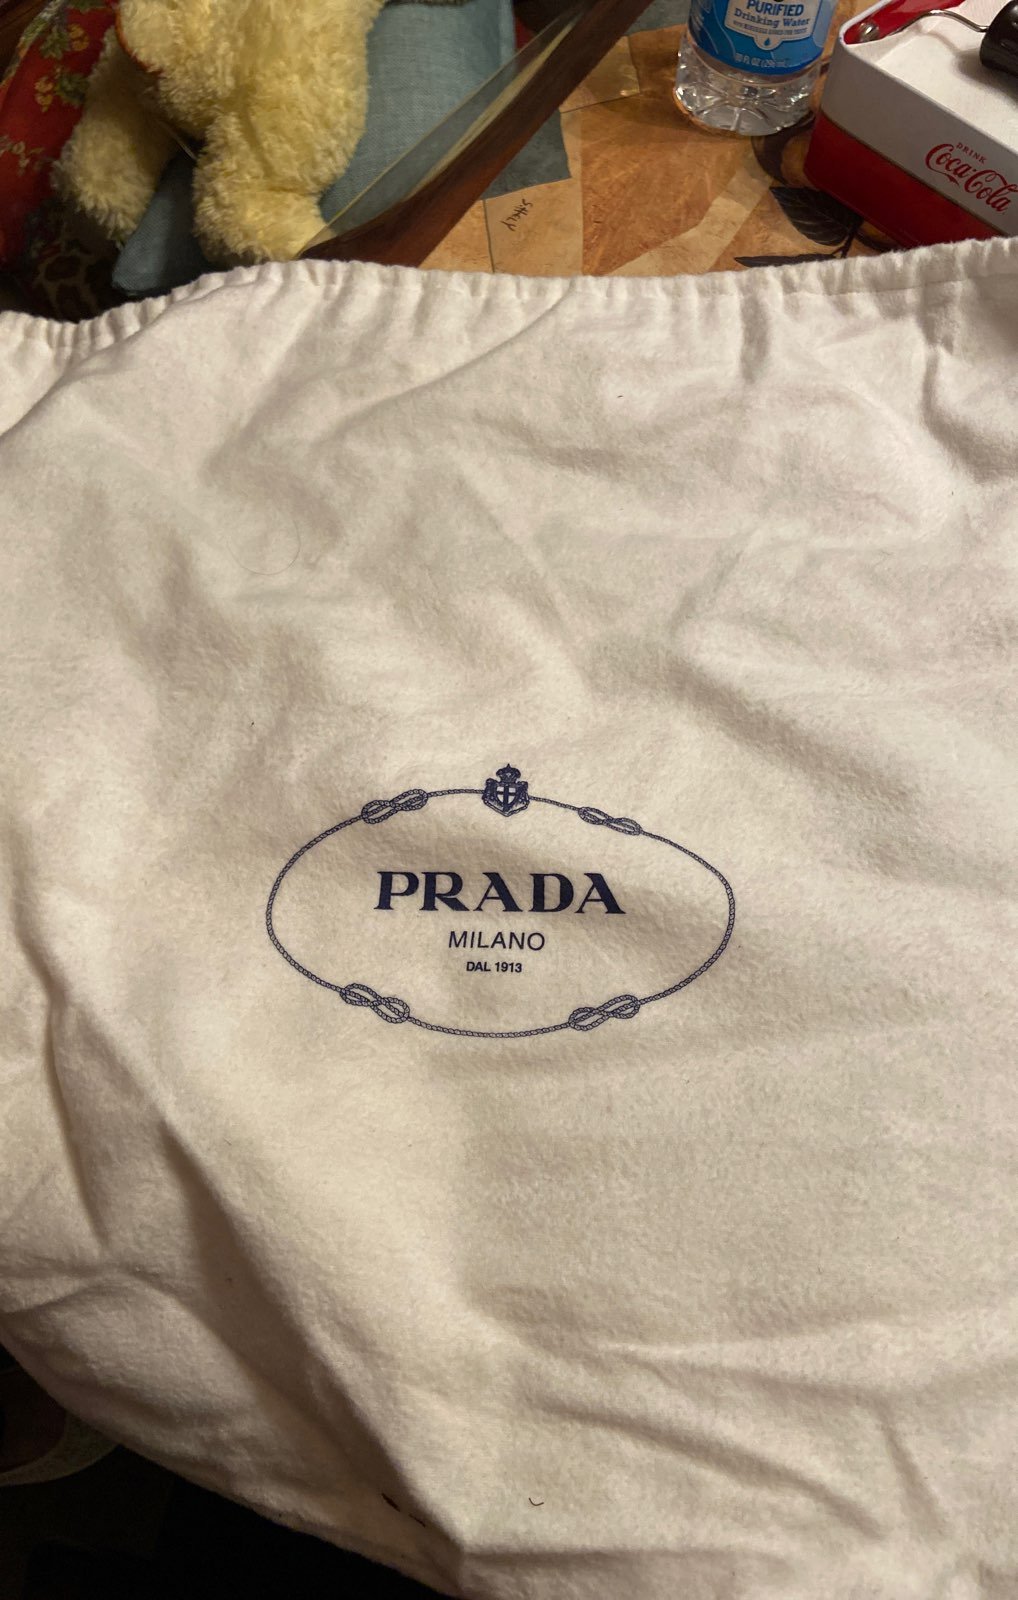 PURIFIED
Drinking Water
DRINK
Coca-Cola
PRADA
MILANO
DAL 1913